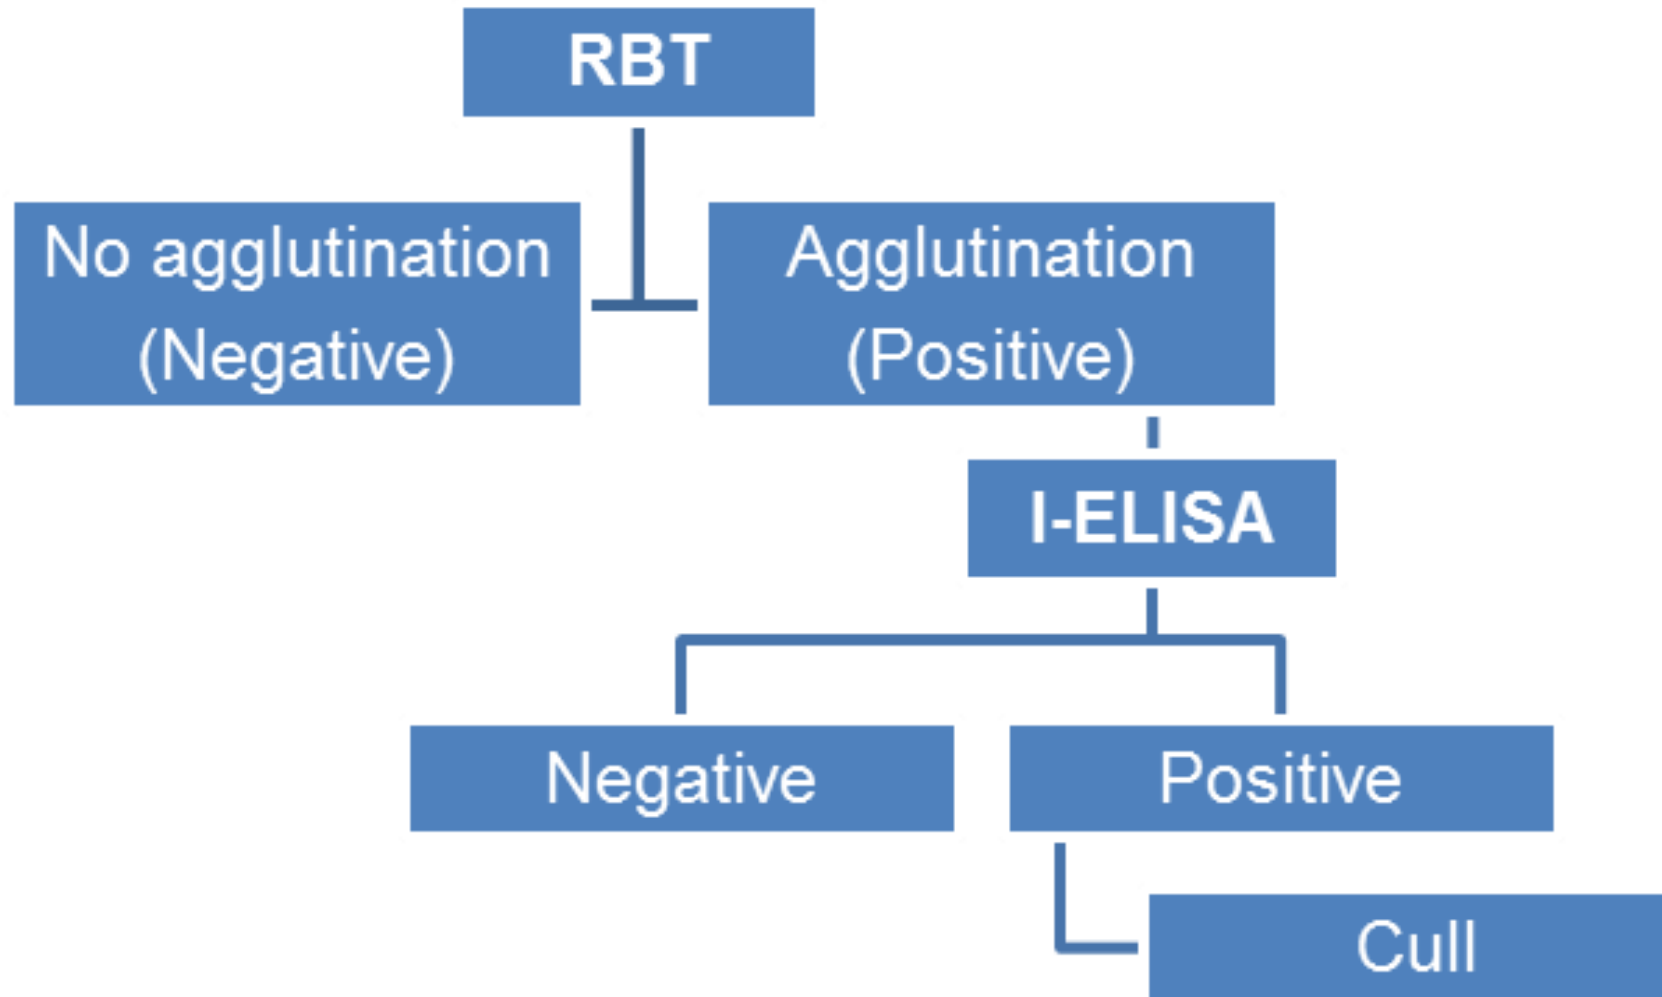 RBT
No agglutination
(Negative)
Agglutination
(Positive)
I-ELISA
Negative
Positive
Cull